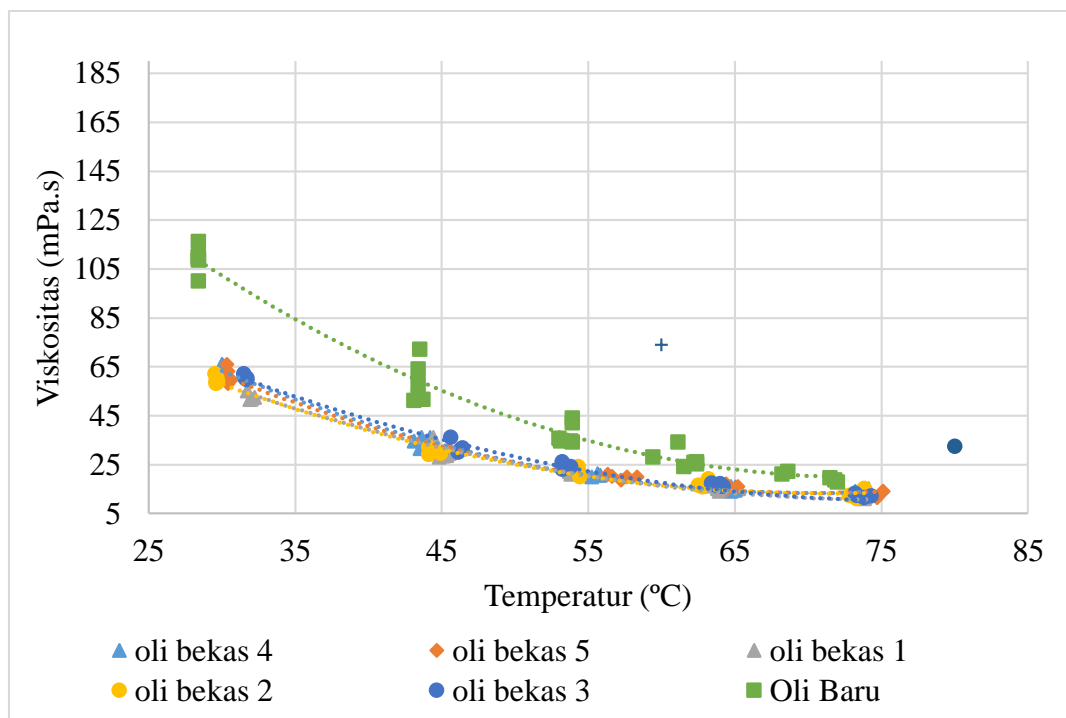 185
165
145
125
105
85
65
45
25
5
Viskositas (mPa.s)
25 35 45 55 65 75 85
Temperatur (ºC)
oli bekas 4 oli bekas 5 oli bekas 1
oli bekas 2 oli bekas 3 Oli Baru